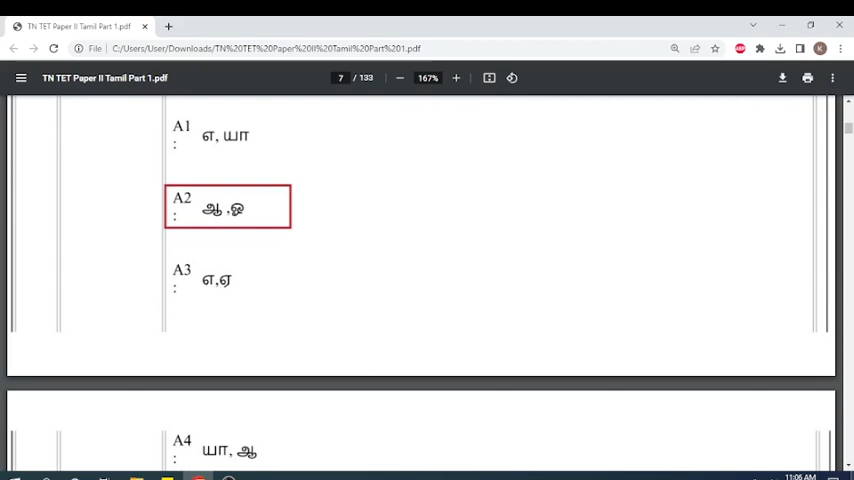 TN TET Paper II Tamil Part 1.pdf
File C:/Users/User/Downloads/TN%20TET%20Paper%20II%20Tamil%20Part%201.pdf
ABP
K
TN TET Paper II Tamil Part 1.pdf 7 / 133 167%
A1 : எ, யா
A2 : ஆ ,ஓ
A3 : எ,ஏ
A4 : யா, ஆ
11:06 AM